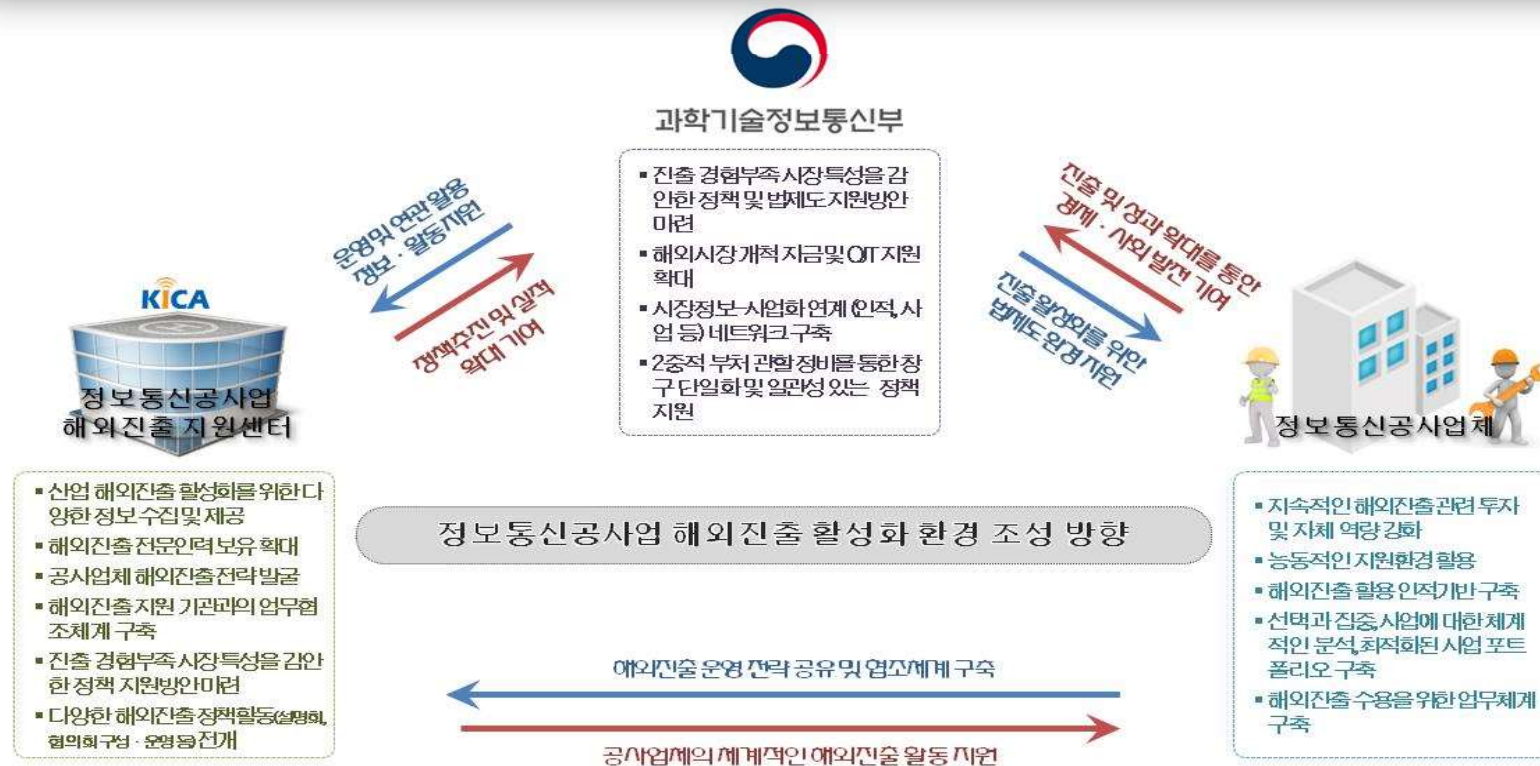 과학기술정보통신부
▪ 진출 경험부족 시장특성을 감
안한 정책 및 법제도 지원방안
마련
▪ 해외시장 개척 자금 및 OJT 지원
확대
▪ 시장정보-사업화 연계 (인적, 사
업 등) 네트워크 구축
▪ 2중적 부처 관할 정비를 통한 창
구 단일화 및 일관성 있는 정책
지원
운영 및 연관 활용
정보 · 활동 지원
정책추진 및 실적
확대 기여
진출 및 성과 확대를 통한
경제 · 사회 발전 기여
진출 활성화를 위한
법제도 환경 지원
KICA
정보통신공사업
해외진출 지원센터
정보통신공사업체
▪ 산업 해외진출 활성화를 위한 다
양한 정보 수집 및 제공
▪ 해외진출 전문인력 보유 확대
▪ 공사업체 해외진출전략 발굴
▪ 해외진출 지원 기관과의 업무협
조체계 구축
▪ 진출 경험부족 시장특성을 감안
한 정책 지원방안 마련
▪ 다양한 해외진출 정책활동(설명회,
협의회 구성 · 운영 등) 전개
정보통신공사업 해외진출 활성화 환경 조성 방향
▪ 지속적인 해외진출 관련 투자
및 자체 역량 강화
▪ 능동적인 지원환경 활용
▪ 해외진출 활용 인적기반 구축
▪ 선택과 집중, 사업에 대한 체계
적인 분석, 최적화된 사업 포트
폴리오 구축
▪ 해외진출 수용을 위한 업무체계
구축
해외진출 운영 전략 공유 및 협조체계 구축
공사업체의 체계적인 해외진출 활동 지원